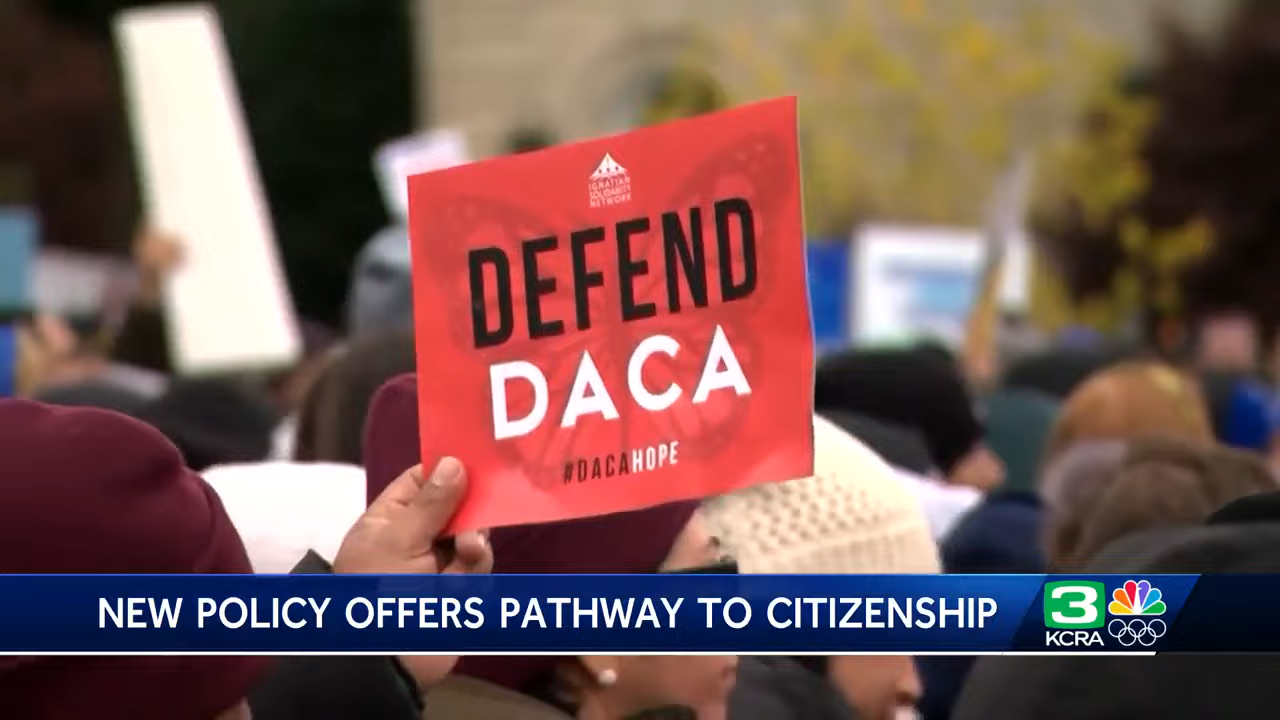 IGNATIAN
SOLIDARITY
NETWORK
DEFEND
DACA
#DACAHOPE
NEW POLICY OFFERS PATHWAY TO CITIZENSHIP
3
KCRA